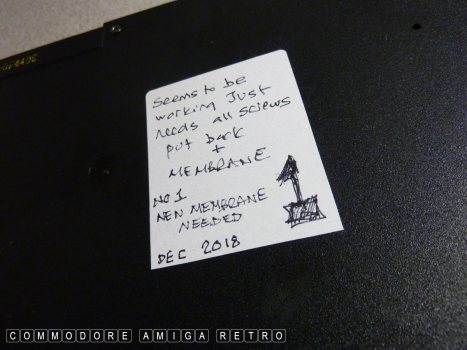 Seems to be
working Just
needs all screws
put back
+
MEMBRANE
NO 1
NEW MEMBRANE
NEEDED
DEC 2018
COMMODORE AMIGA RETRO